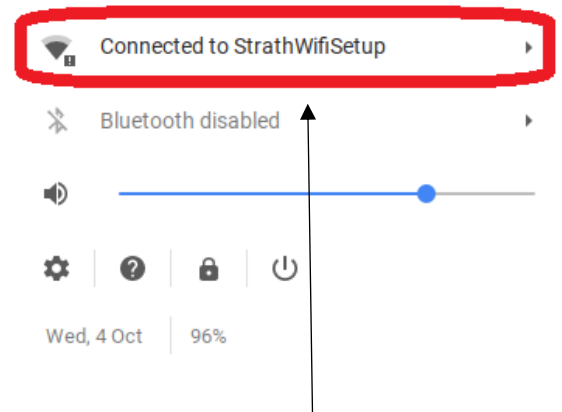 Connected to StrathWifiSetup
Bluetooth disabled
Wed, 4 Oct 96%